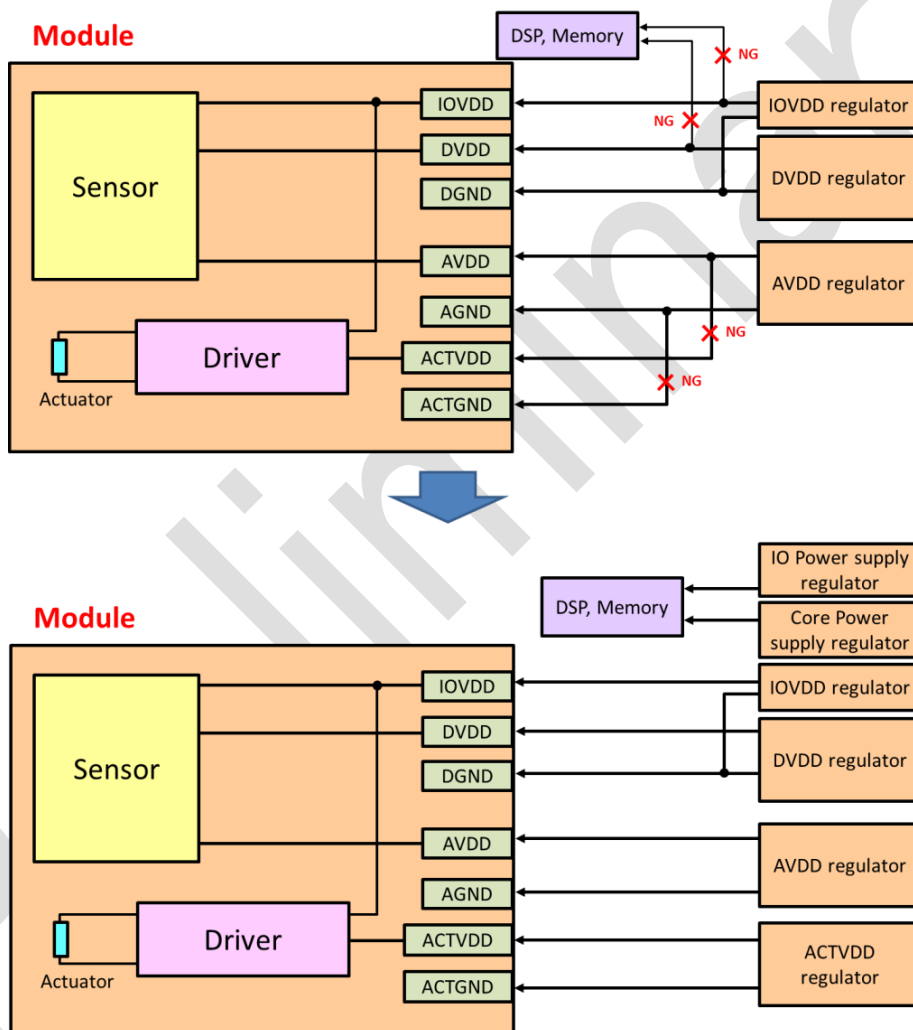 Module
DSP, Memory
NG
NG
IOVDD
IOVDD regulator
DVDD
DVDD regulator
DGND
Sensor
AVDD
AVDD regulator
AGND
NG
Driver
ACTVDD
NG
Actuator
ACTGND
IO Power supply
regulator
DSP, Memory
Core Power
supply regulator
Module
IOVDD
IOVDD regulator
DVDD
DVDD regulator
Sensor
DGND
AVDD
AVDD regulator
AGND
Driver
ACTVDD
ACTVDD
regulator
Actuator
ACTGND